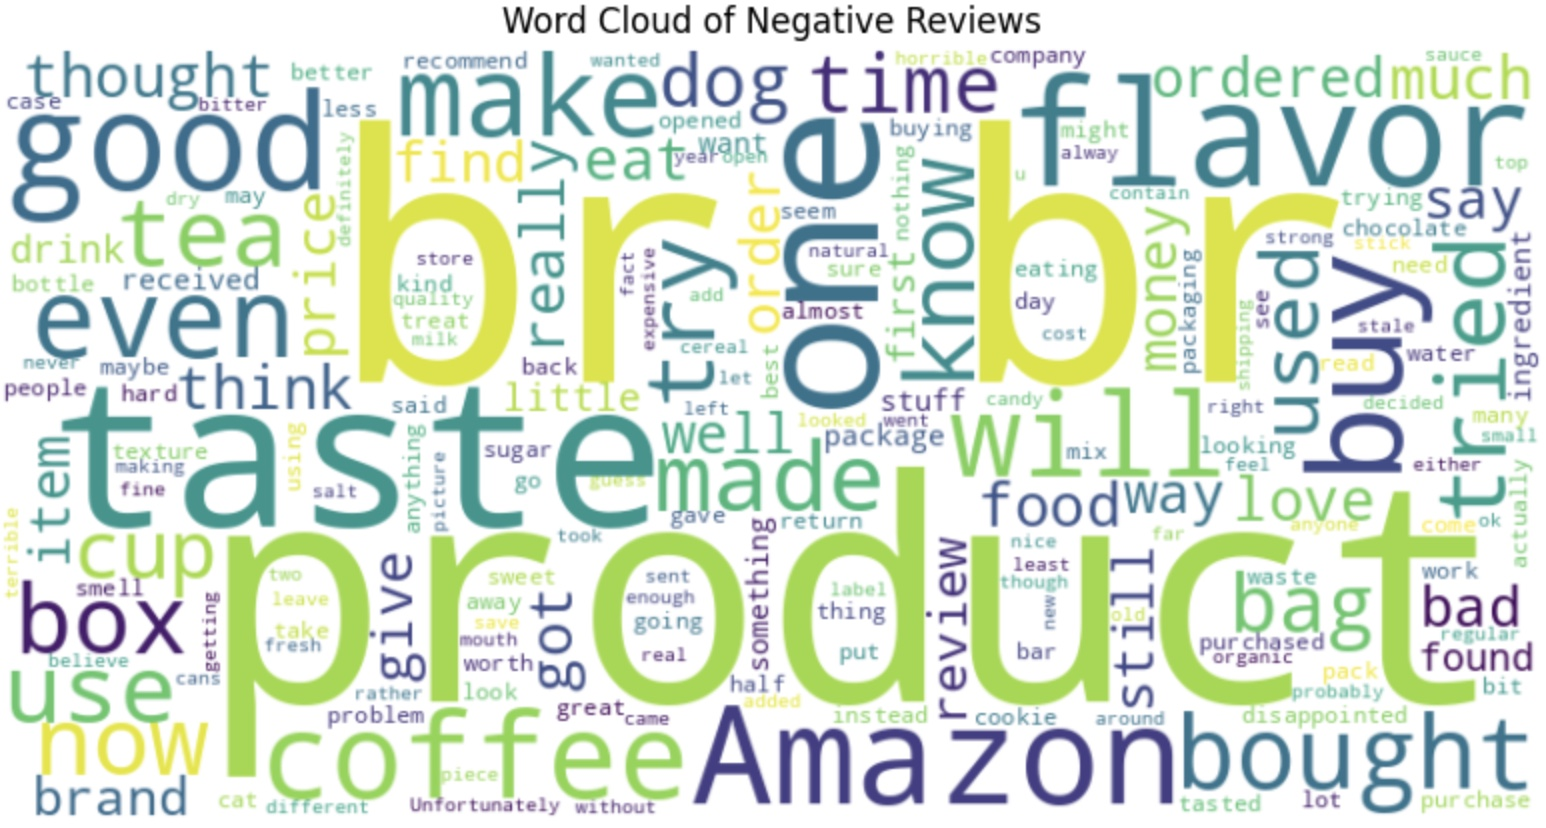 Word Cloud of Negative Reviews
thought
better
recommend
wanted
dog
time
horrible
company
sauce
ordered
much
case
bitter
less
make
opened
want
year
open
buying
might
alway
flavor
top
good
definitely
find
really
eat
one
nothing
know
u
contain
trying
say
dry
may
br br
seem
chocolate
tea
drink
price
store
order
natural
sure
eating
money
strong
stick
need
bottle
received
kind
quality
treat
milk
fact
expensive
try
add
almost
first
day
cost
packaging
see
used
buy
stale
tried
ingredient
even
never
maybe
back
cereal
let
best
shipping
read
water
people
hard
think
little
said
left
looked
went
stuff
candy
right
decided
many
small
taste
well
package
will
mix
looking
feel
either
item
texture
making
fine
using
salt
anything
picture
sugar
go
guess
made
food
way
love
anyone
come
ok
actually
terrible
cup
gave
return
took
far
nice
least
though
new
old
smell
box
getting
product
two
leave
take
fresh
give
sweet
away
save
mouth
worth
look
got
sent
enough
going
real
something
half
label
thing
put
review
bar
still
waste
bag
purchased
organic
work
bad
regular
found
pack
probably
bit
believe
use
cans
rather
problem
great
came
added
instead
cookie
around
disappointed
now
coffee
piece
Amazon
bought
brand
cat
different
Unfortunately
without
tasted
lot
purchase